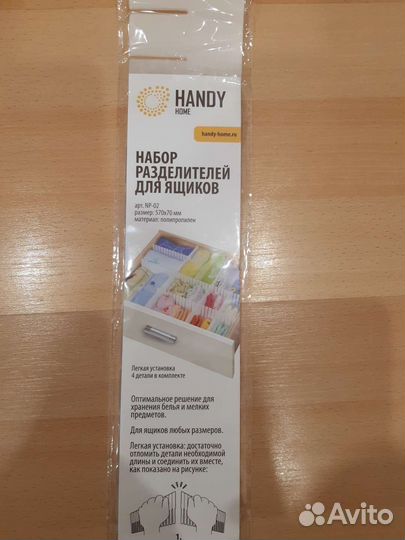 HANDY
HOME
handy-home.ru
НАБОР
РАЗДЕЛИТЕЛЕЙ
ДЛЯ ЯЩИКОВ
арт. NP-02
размер: 570х70 мм
материал: полипропилен
Легкая установка
4 детали в комплекте
Оптимальное решение для
хранения белья и мелких
предметов.
Для ящиков любых размеров.
Легкая установка: достаточно
отломить детали необходимой
длины и соединить их вместе,
как показано на рисунке:
1
Avito